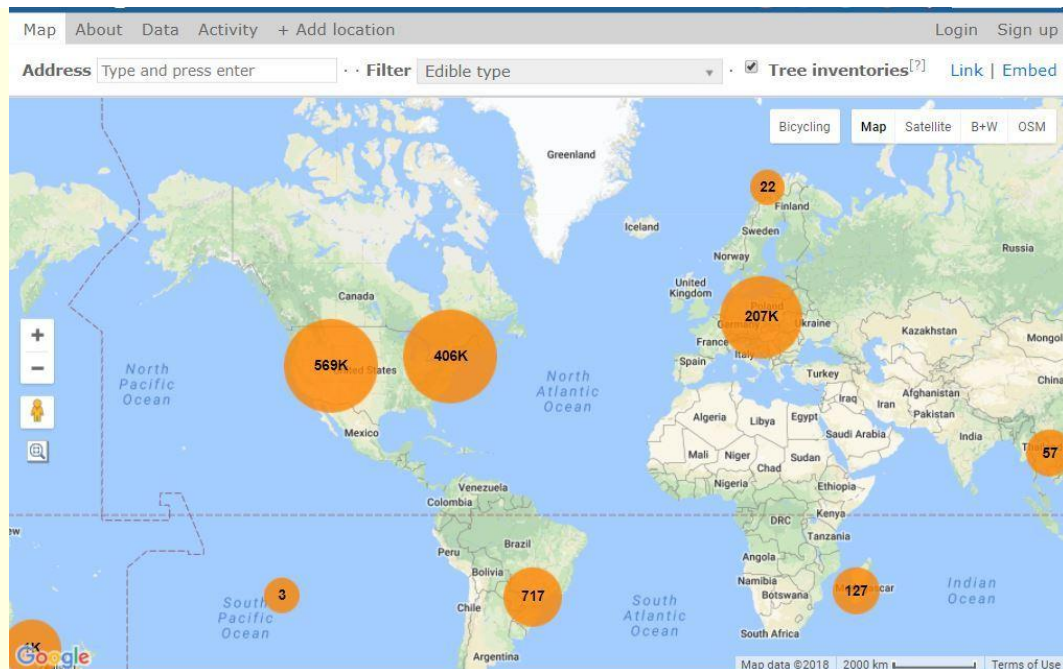 Map About Data Activity + Add location Login Sign up
Address Type and press enter · · Filter Edible type · Tree inventories[?] Link | Embed
Bicycling Map Satellite B+W OSM
Greenland
22
Finland
Iceland
Sweden
Russia
Norway
United
Kingdom
Canada
Poland
207K
Germany Ukraine
Kazakhstan
France
Mongol
406K
569K
United States
Italy
Spain
North
Pacific
Ocean
North
Atlantic
Ocean
Turkey
China
Iraq
Iran
Afghanistan
Pakistan
Algeria
Libya
Egypt
Mexico
Saudi Arabia
India
57
Mali
Niger
Sudan
Chad
Venezuela
Nigeria
Ethiopia
Colombia
Kenya
DRC
Tanzania
Brazil
Peru
Angola
Bolivia
Namibia
Botswana
127
717
3
South
Pacific
Ocean
Chile
South
Atlantic
Ocean
Indian
Ocean
South Africa
Argentina
Google
Map data ©2018 2000 km Terms of Use